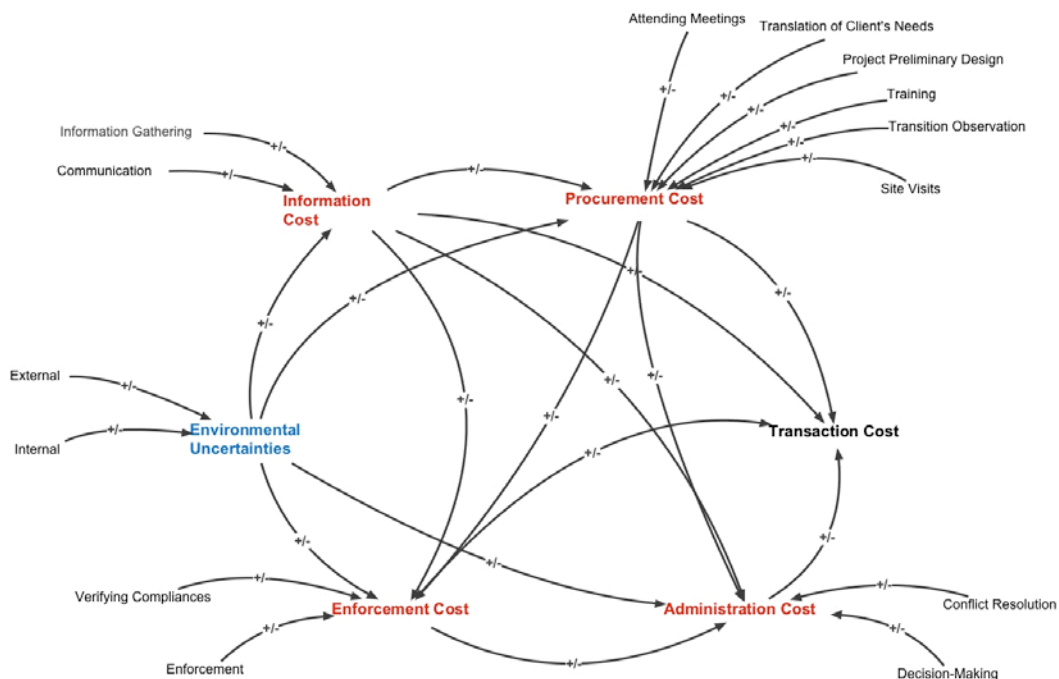 Attending Meetings
Translation of Client's Needs
Project Preliminary Design
+/-
+/-
+/-
Training
Information Gathering
+/-
Transition Observation
+/-
+/-
Communication
+/-
+/-
+/-
Site Visits
Information
Cost
Procurement Cost
+/-
+/-
+/-
+/-
External
+/-
+/-
+/-
+/-
+/-
Internal
+/-
Environmental
Uncertainties
Transaction Cost
+/-
+/-
+/-
+/-
+/-
Verifying Compliances
+/-
+/-
Conflict Resolution
Enforcement Cost
Administration Cost
+/-
+/-
Enforcement
+/-
Decision-Making